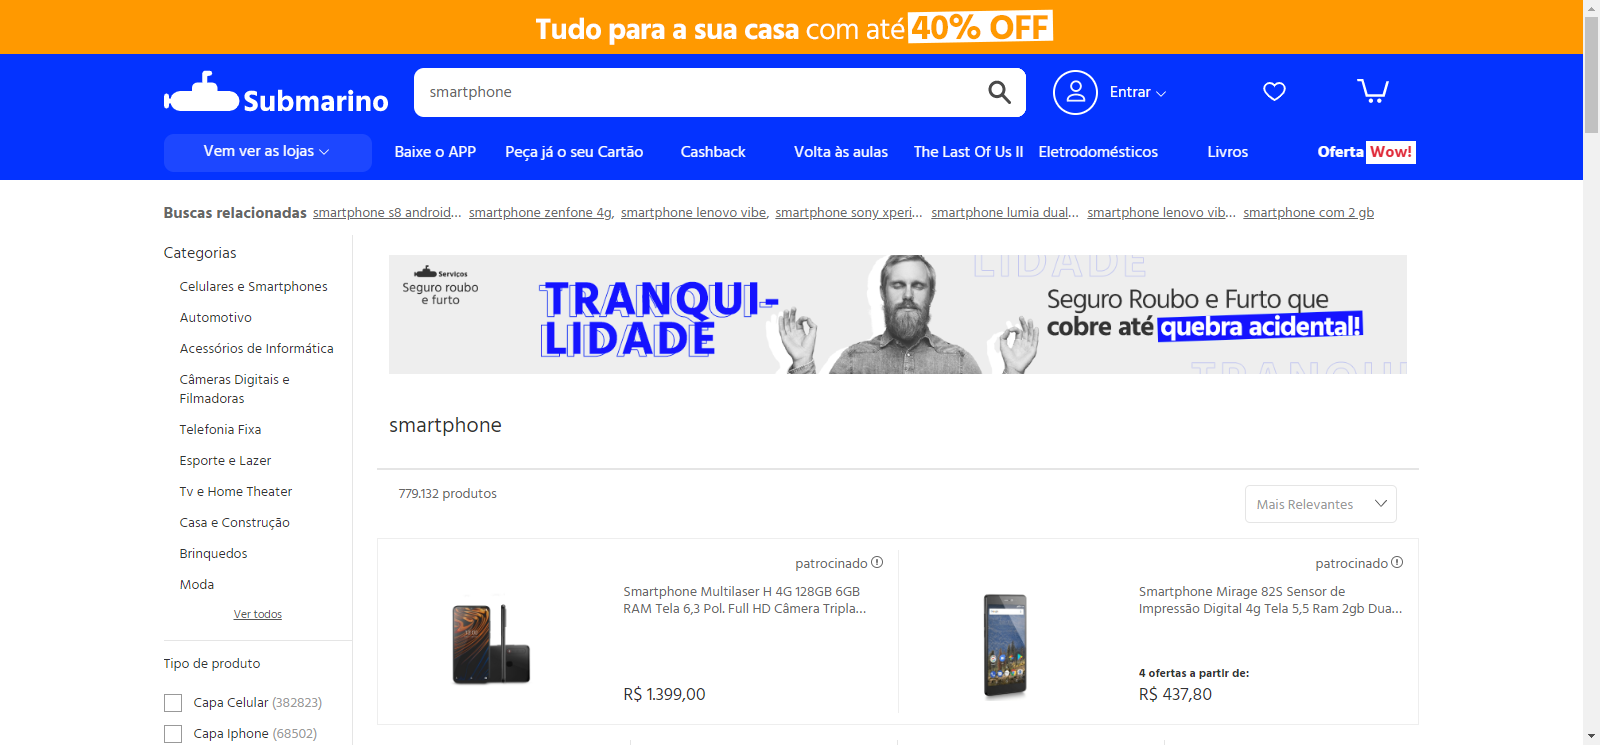 Tudo para a sua casa com até 40% OFF
Submarino
smartphone
Entrar
Vem ver as lojas
Baixe o APP
Peça já o seu Cartão
Cashback
Volta às aulas
The Last Of Us II
Eletrodomésticos
Livros
Oferta Wow!
Buscas relacionadas smartphone s8 android... smartphone zenfone 4g, smartphone lenovo vibe, smartphone sony xperi... smartphone lumia dual... smartphone lenovo vib... smartphone com 2 gb
Categorias
Celulares e Smartphones
Automotivo
Acessórios de Informática
Câmeras Digitais e
Filmadoras
Telefonia Fixa
Esporte e Lazer
Tv e Home Theater
Casa e Construção
Brinquedos
Moda
Ver todos
Tipo de produto
Capa Celular (382823)
Capa Iphone (68502)
Serviços
Seguro roubo
e furto
TRANQUI-
LIDADE
LIDADE
Seguro Roubo e Furto que
cobre até quebra acidental!
TRANQUI
smartphone
779.132 produtos
Mais Relevantes
patrocinado
Smartphone Multilaser H 4G 128GB 6GB
RAM Tela 6,3 Pol. Full HD Câmera Tripla...
R$ 1.399,00
patrocinado
Smartphone Mirage 82S Sensor de
Impressão Digital 4g Tela 5,5 Ram 2gb Dua...
4 ofertas a partir de:
R$ 437,80